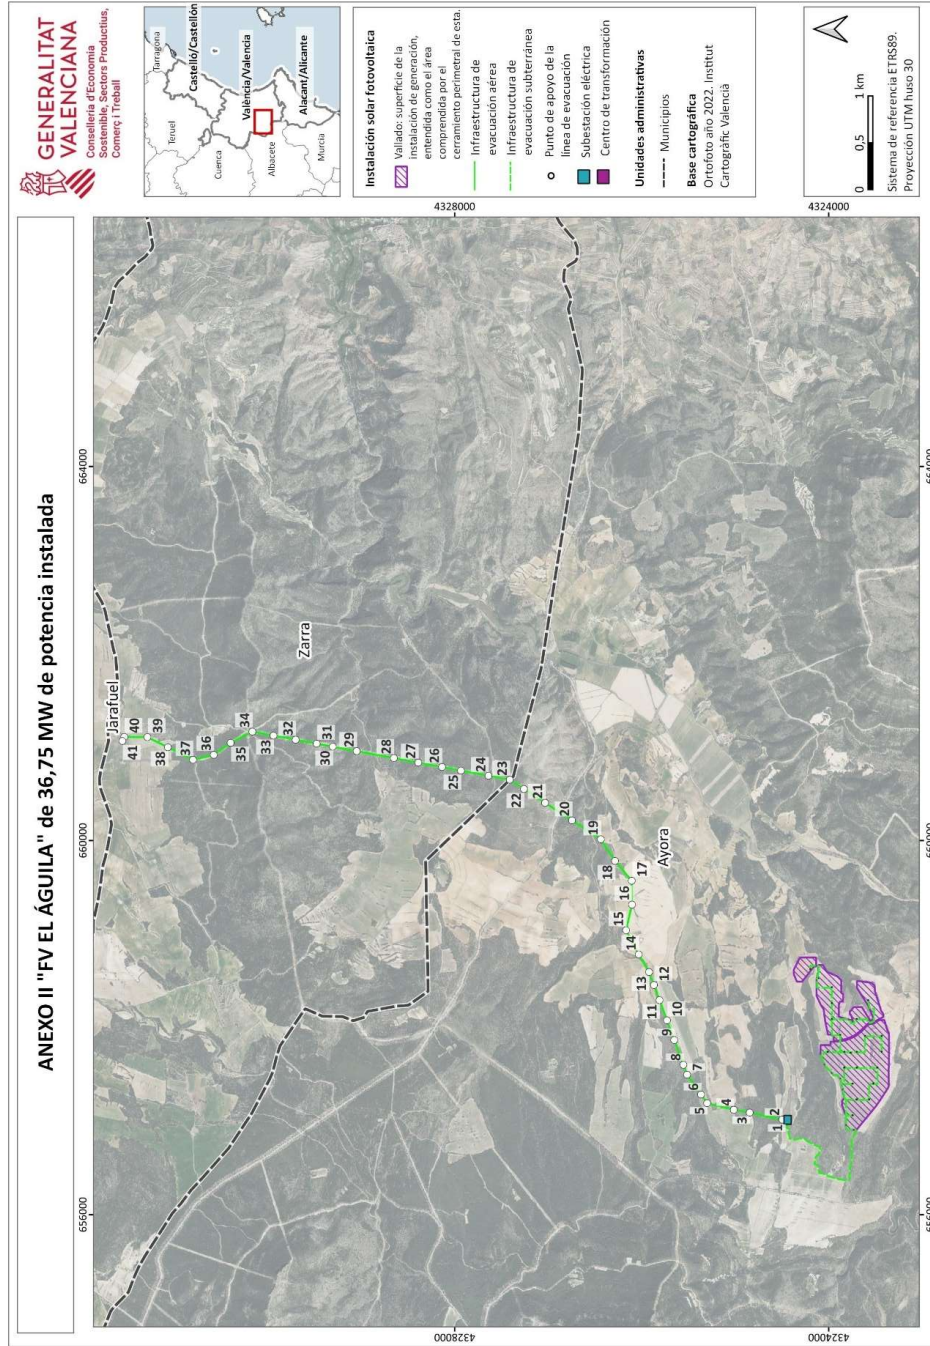 ANEXO II "FV EL ÁGUILA" de 36,75 MW de potencia instalada
GENERALITAT
VALENCIANA
Conselleria d'Economia
Sostenible, Sectors Productius,
Comerç i Treball
Tarragona
Teruel
Castelló/Castellón
Cuenca
València/Valencia
Albacete
Alacant/Alicante
Murcia
Instalación solar fotovoltaica
Vallado: superficie de la
instalación de generación,
entendida como el área
comprendida por el
cerramiento perimetral de esta.
Infraestructura de
evacuación aérea
Infraestructura de
evacuación subterránea
Punto de apoyo de la
línea de evacuación
Subestación eléctrica
Centro de transformación
Unidades administrativas
Municipios
Base cartográfica
Ortofoto año 2022. Institut
Cartogràfic Valencià
0 0,5 1 km
Sistema de referencia ETRS89.
Proyección UTM huso 30
656000
660000
664000
4328000
4324000
4328000
4324000
656000
660000
664000
Jarafuel
Zarra
Ayora
41
40
39
38
37
36
35
34
33
32
31
30
29
28
27
26
25
24
23
22
21
20
19
18
17
16
15
14
13
12
11
10
9
8
7
6
5
4
3
2
1